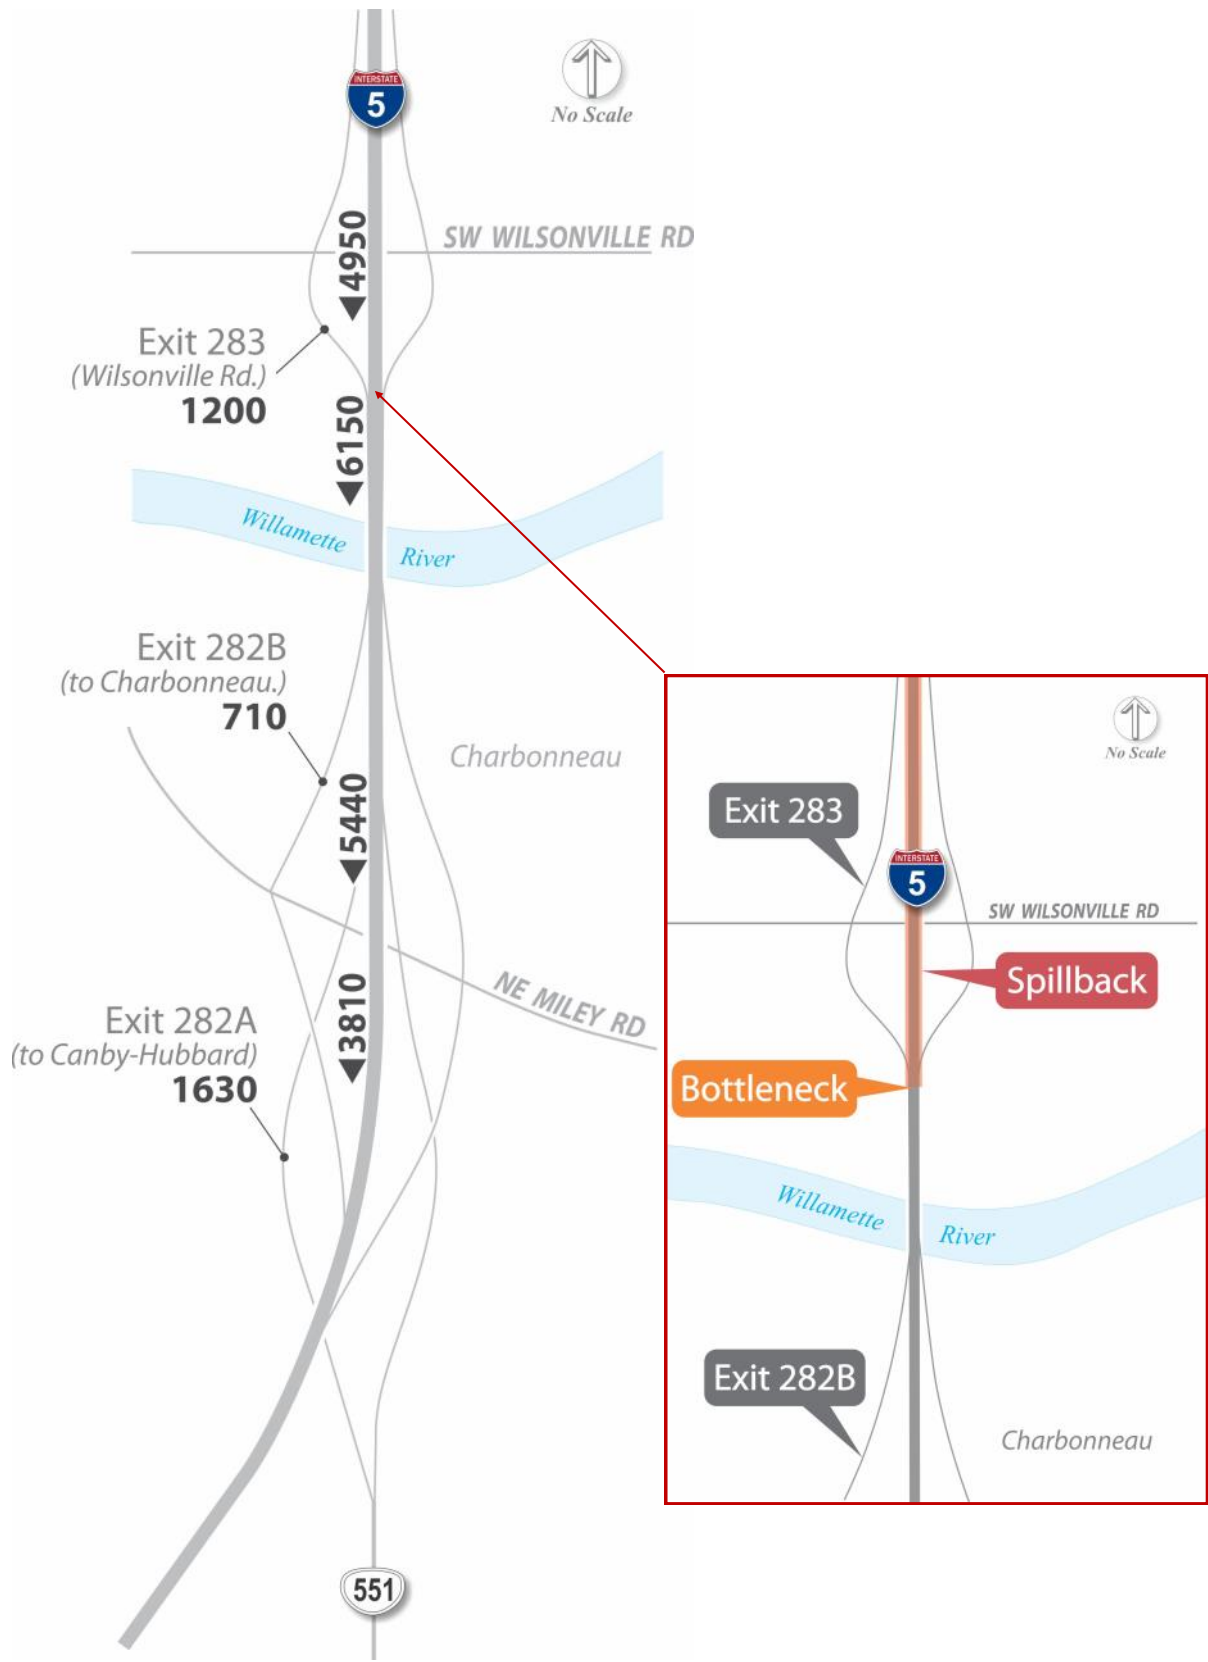 INTERSTATE
5
No Scale
4950
SW WILSONVILLE RD
Exit 283
(Wilsonville Rd.)
1200
6150
Willamette
River
Exit 282B
(to Charbonneau.)
710
Charbonneau
5440
NE MILEY RD
3810
Exit 282A
(to Canby-Hubbard)
1630
551
No Scale
Exit 283
INTERSTATE
5
SW WILSONVILLE RD
Spillback
Bottleneck
Willamette
River
Exit 282B
Charbonneau